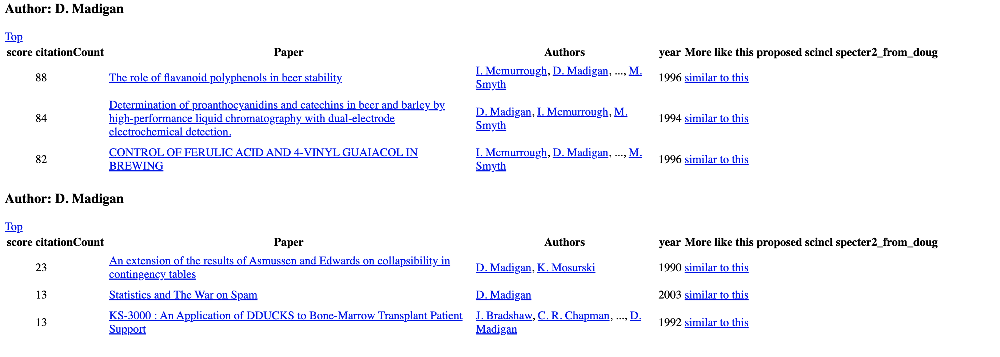 Author: D. Madigan
Top
score citationCount Paper Authors year More like this proposed scincl specter2_from_doug
88 The role of flavanoid polyphenols in beer stability I. Mcmurrough, D. Madigan, ..., M. Smyth 1996 similar to this
84 Determination of proanthocyanidins and catechins in beer and barley by high-performance liquid chromatography with dual-electrode electrochemical detection. D. Madigan, I. Mcmurrough, M. Smyth 1994 similar to this
82 CONTROL OF FERULIC ACID AND 4-VINYL GUAIACOL IN BREWING I. Mcmurrough, D. Madigan, ..., M. Smyth 1996 similar to this
Author: D. Madigan
Top
score citationCount Paper Authors year More like this proposed scincl specter2_from_doug
23 An extension of the results of Asmussen and Edwards on collapsibility in contingency tables D. Madigan, K. Mosurski 1990 similar to this
13 Statistics and The War on Spam D. Madigan 2003 similar to this
13 KS-3000 : An Application of DDUCKS to Bone-Marrow Transplant Patient Support J. Bradshaw, C. R. Chapman, ..., D. Madigan 1992 similar to this